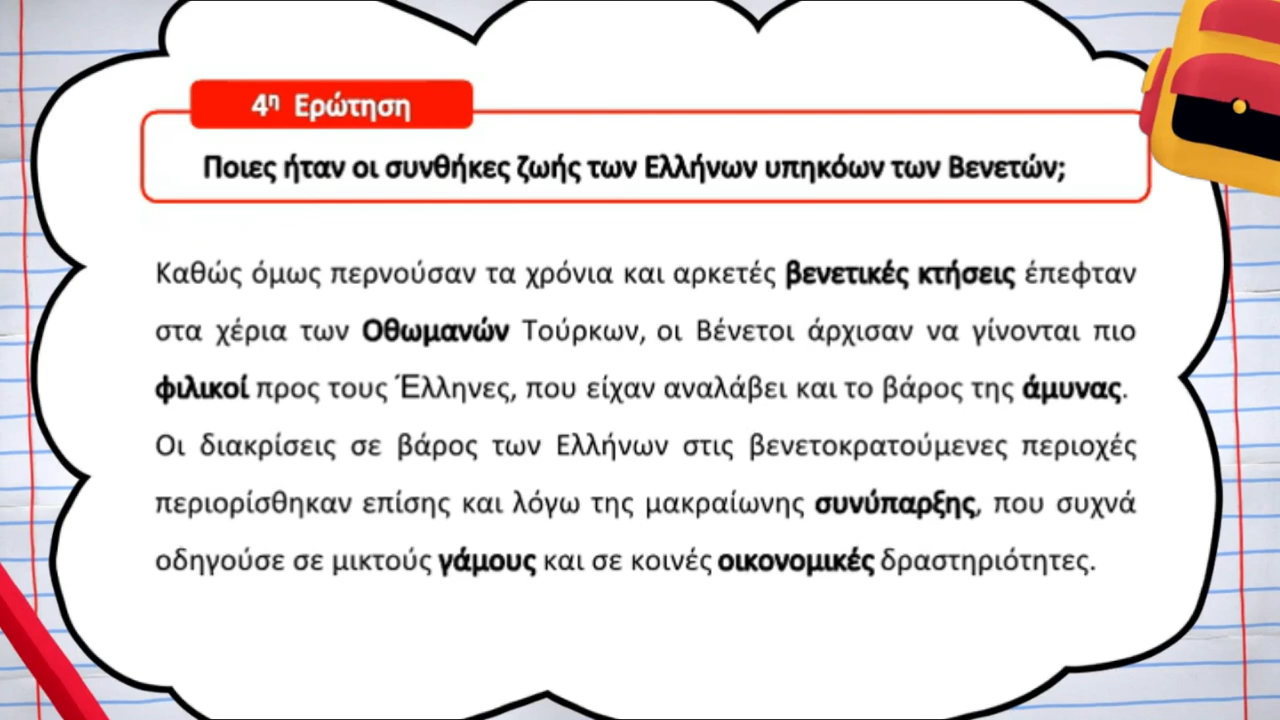 4η Ερώτηση
Ποιες ήταν οι συνθήκες ζωής των Ελλήνων υπηκόων των Βενετών;
Καθώς όμως περνούσαν τα χρόνια και αρκετές βενετικές κτήσεις έπεφταν
στα χέρια των Οθωμανών Τούρκων, οι Βένετοι άρχισαν να γίνονται πιο
φιλικοί προς τους Έλληνες, που είχαν αναλάβει και το βάρος της άμυνας.
Οι διακρίσεις σε βάρος των Ελλήνων στις βενετοκρατούμενες περιοχές
περιορίσθηκαν επίσης και λόγω της μακραίωνης συνύπαρξης, που συχνά
οδηγούσε σε μικτούς γάμους και σε κοινές οικονομικές δραστηριότητες.